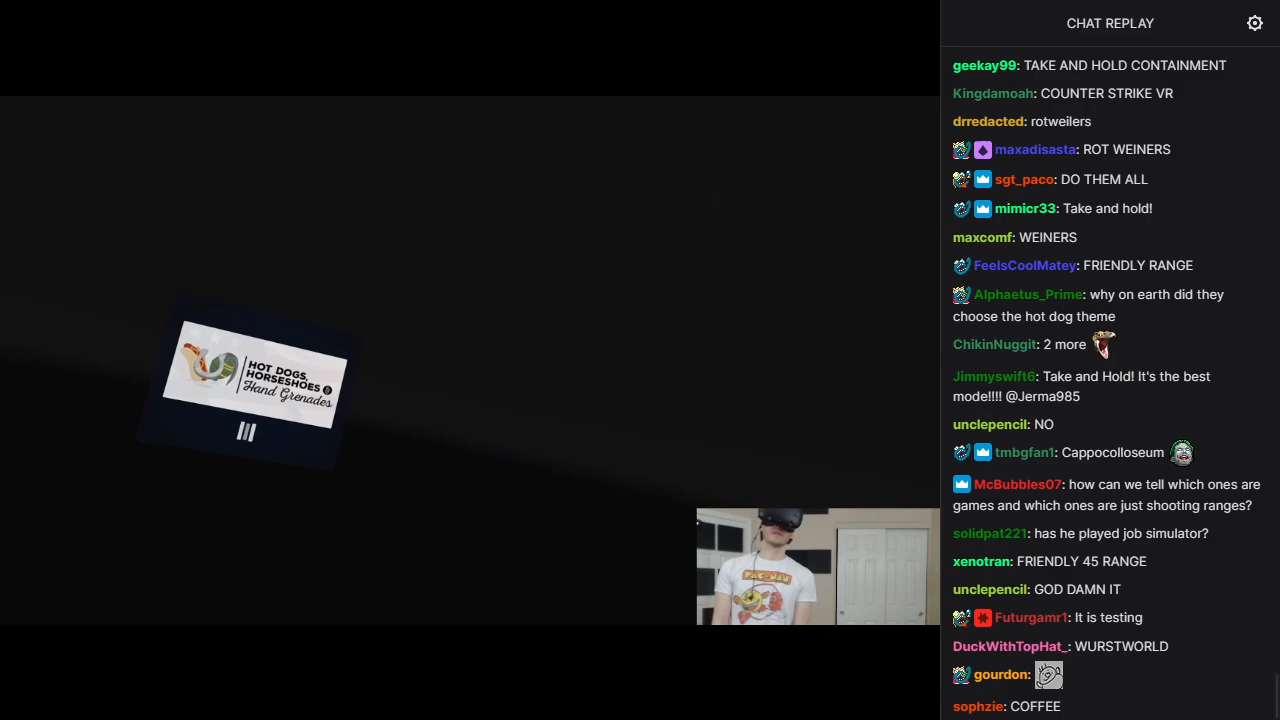 CHAT REPLAY
geekay99: TAKE AND HOLD CONTAINMENT
Kingdamoah: COUNTER STRIKE VR
drredacted: rotweilers
maxadisasta: ROT WEINERS
sgt_paco: DO THEM ALL
mimicr33: Take and hold!
maxcomf: WEINERS
FeelsCoolMatey: FRIENDLY RANGE
Alphaetus_Prime: why on earth did they
choose the hot dog theme
ChikinNuggit: 2 more
Jimmyswift6: Take and Hold! It's the best
mode!!!! @Jerma985
unclepencil: NO
tmbgfan1: Cappocolloseum
McBubbles07: how can we tell which ones are
games and which ones are just shooting ranges?
solidpat221: has he played job simulator?
xenotran: FRIENDLY 45 RANGE
unclepencil: GOD DAMN IT
Futurgamr1: It is testing
DuckWithTopHat_: WURSTWORLD
gourdon:
sophzie: COFFEE
HOT DOGS,
HORSESHOES &
Hand Grenades
PAC-MAN